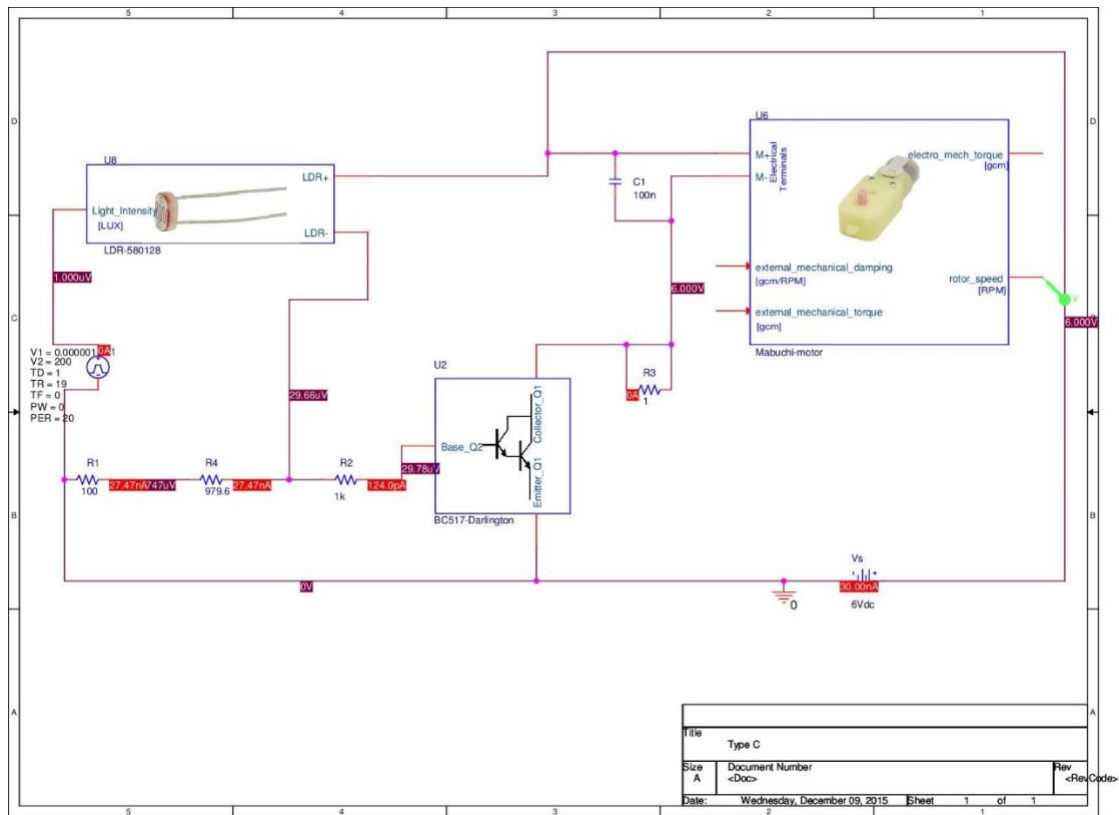 5 4 3 2 1
D D
C C
B B
A A
U8
Light_Intensity
[LUX]
LDR+
LDR-
LDR-580128
1.000uV
V1 = 0.000001
V2 = 200
TD = 1
TR = 19
TF = 0
PW = 0
PER = 20
0A
R1
100
27.47nA
747uV
R4
979.6
27.47nA
29.66uV
R2
1k
124.0pA
29.78uV
U2
Base_Q2
Collector_Q1
Emitter_Q1
BC517-Darlington
0V
C1
100n
6.000V
R3
1
0A
U6
M+
M-
Electrical
Terminals
electro_mech_torque
[gcm]
external_mechanical_damping
[gcm/RPM]
rotor_speed
[RPM]
external_mechanical_torque
[gcm]
Mabuchi-motor
V
6.000V
Vs
30.00nA
6Vdc
0
Title
Type C
Size
A
Document Number
<Doc>
Rev
<RevCode>
Date:
Wednesday, December 09, 2015
Sheet 1 of 1
5 4 3 2 1